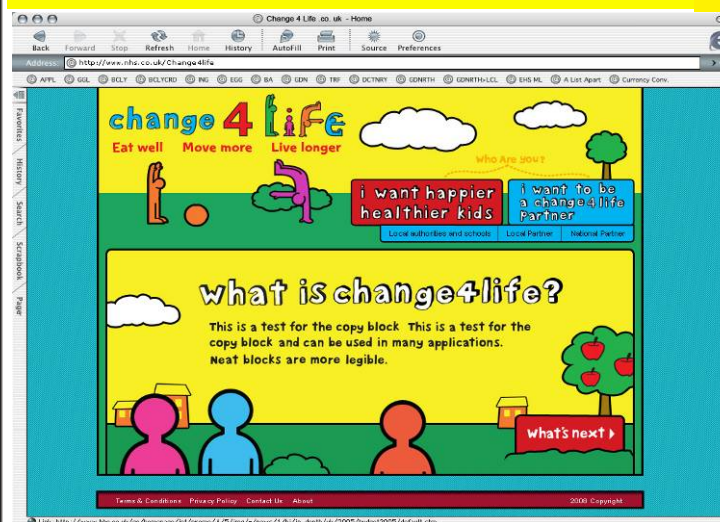 Change 4 Life .co. uk - Home
Back Forward Stop Refresh Home History AutoFill Print Source Preferences
Address: http://www.nhs.co.uk/Change4life
APPL GGL BCLY BCLYCRD ING EGG BA GDN TRF DCTNRY GDNRTH GDNRTH>LCL EHS ML A List Apart Currency Conv.
Favorites
History
Search
Scrapbook
Page
change 4 LiFe
Eat well Move more Live longer
Who Are you?
i want happier
healthier kids
i want to be
a change4life
partner
Local authorities and schools Local Partner National Partner
what is change4life?
This is a test for the copy block This is a test for the
copy block and can be used in many applications.
Neat blocks are more legible.
What's next
Terms & Conditions Privacy Policy Contact Us About 2008 Copyright